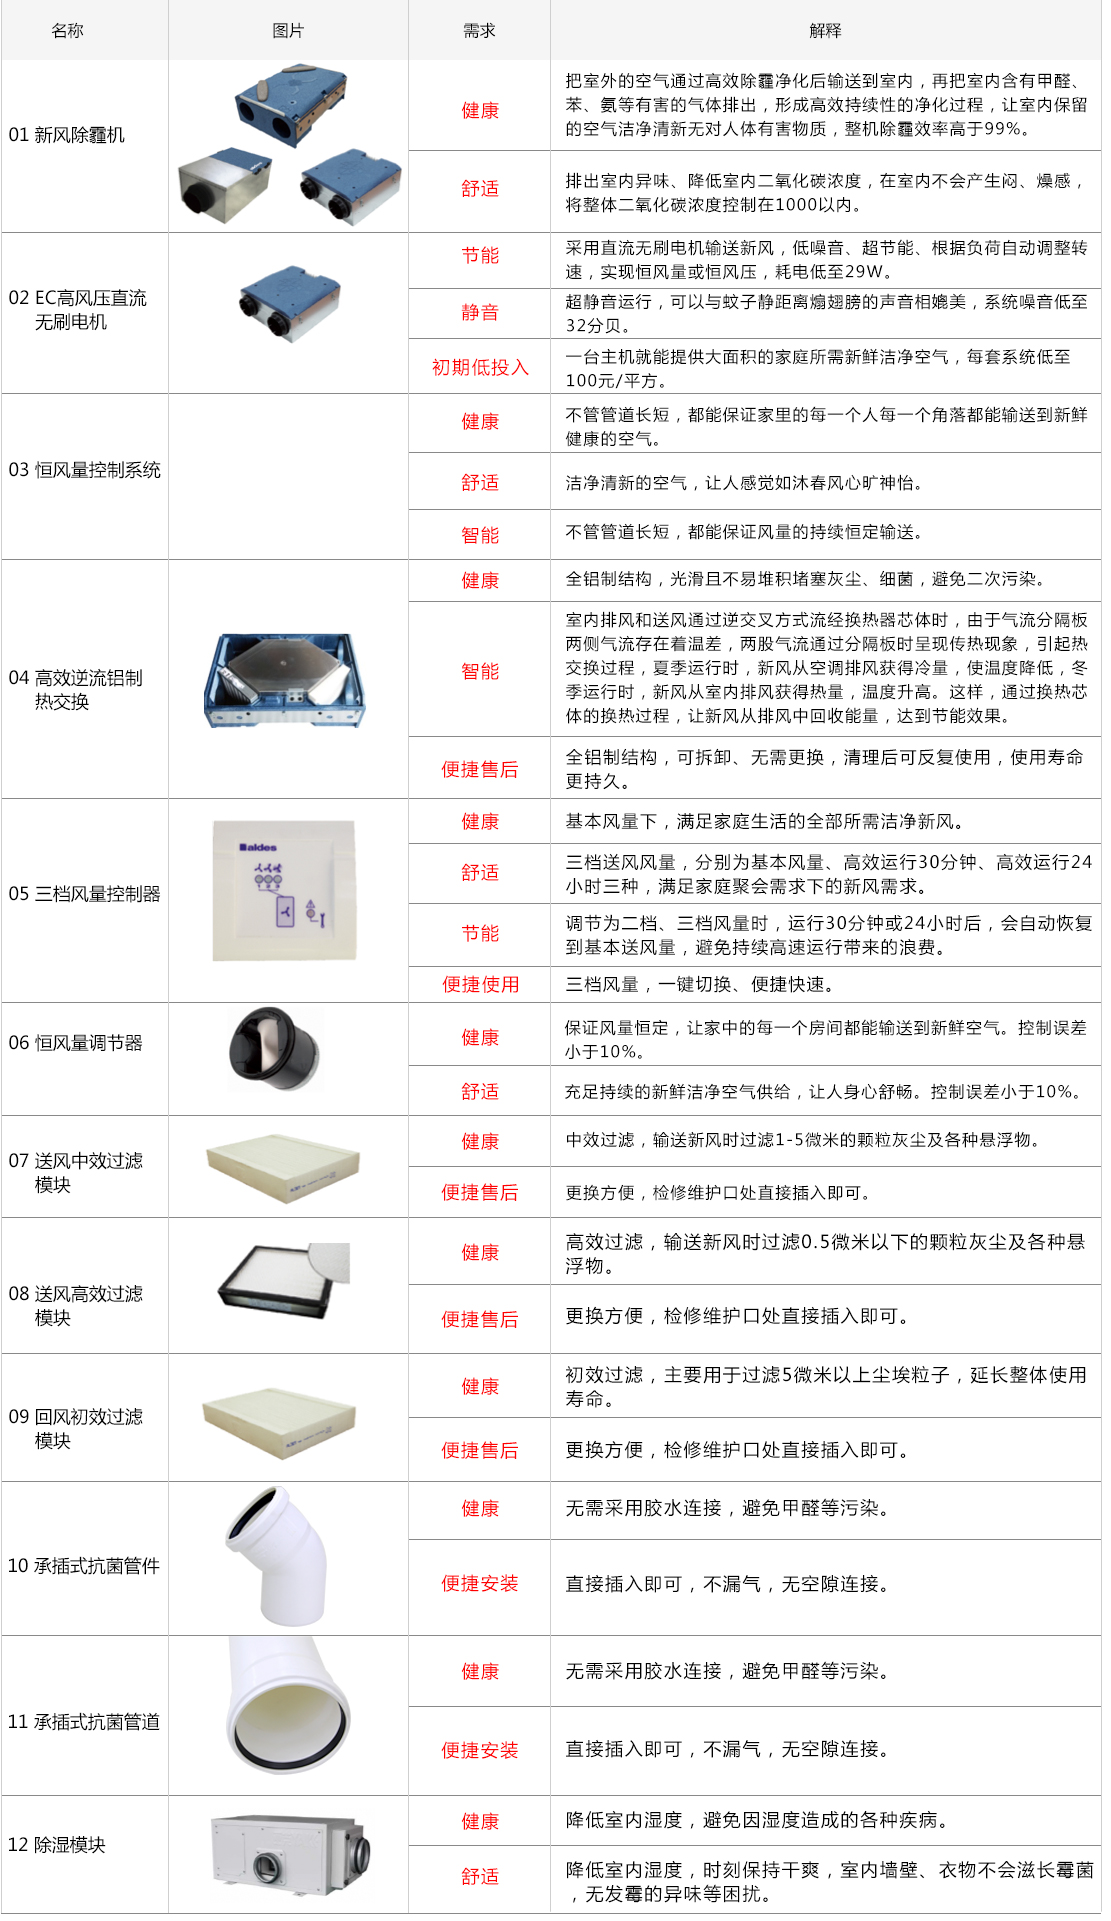 名称 图片 需求 解释
01 新风除霾机
健康
把室外的空气通过高效除霾净化后输送到室内，再把室内含有甲醛、
苯、氨等有害的气体排出，形成高效持续性的净化过程，让室内保留
的空气洁净清新无对人体有害物质，整机除霾效率高于99%。
舒适
排出室内异味、降低室内二氧化碳浓度，在室内不会产生闷、燥感，
将整体二氧化碳浓度控制在1000以内。
02 EC高风压直流
无刷电机
节能
采用直流无刷电机输送新风，低噪音、超节能、根据负荷自动调整转
速，实现恒风量或恒风压，耗电低至29W。
静音
超静音运行，可以与蚊子静距离煽翅膀的声音相媲美，系统噪音低至
32分贝。
初期低投入
一台主机就能提供大面积的家庭所需新鲜洁净空气，每套系统低至
100元/平方。
03 恒风量控制系统
健康
不管管道长短，都能保证家里的每一个人每一个角落都能输送到新鲜
健康的空气。
舒适
洁净清新的空气，让人感觉如沐春风心旷神怡。
智能
不管管道长短，都能保证风量的持续恒定输送。
04 高效逆流铝制
热交换
健康
全铝制结构，光滑且不易堆积堵塞灰尘、细菌，避免二次污染。
智能
室内排风和送风通过逆交叉方式流经换热器芯体时，由于气流分隔板
两侧气流存在着温差，两股气流通过分隔板时呈现传热现象，引起热
交换过程，夏季运行时，新风从空调排风获得冷量，使温度降低，冬
季运行时，新风从室内排风获得热量，温度升高。这样，通过换热芯
体的换热过程，让新风从排风中回收能量，达到节能效果。
便捷售后
全铝制结构，可拆卸、无需更换，清理后可反复使用，使用寿命
更持久。
05 三档风量控制器
aldes
健康
基本风量下，满足家庭生活的全部所需洁净新风。
舒适
三档送风风量，分别为基本风量、高效运行30分钟、高效运行24
小时三种，满足家庭聚会需求下的新风需求。
节能
调节为二档、三档风量时，运行30分钟或24小时后，会自动恢复
到基本送风量，避免持续高速运行带来的浪费。
便捷使用
三档风量，一键切换、便捷快速。
06 恒风量调节器
健康
保证风量恒定，让家中的每一个房间都能输送到新鲜空气。控制误差
小于10%。
舒适
充足持续的新鲜洁净空气供给，让人身心舒畅。控制误差小于10%。
07 送风中效过滤
模块
健康
中效过滤，输送新风时过滤1-5微米的颗粒灰尘及各种悬浮物。
便捷售后
更换方便，检修维护口处直接插入即可。
08 送风高效过滤
模块
健康
高效过滤，输送新风时过滤0.5微米以下的颗粒灰尘及各种悬
浮物。
便捷售后
更换方便，检修维护口处直接插入即可。
09 回风初效过滤
模块
健康
初效过滤，主要用于过滤5微米以上尘埃粒子，延长整体使用
寿命。
便捷售后
更换方便，检修维护口处直接插入即可。
10 承插式抗菌管件
健康
无需采用胶水连接，避免甲醛等污染。
便捷安装
直接插入即可，不漏气，无空隙连接。
11 承插式抗菌管道
健康
无需采用胶水连接，避免甲醛等污染。
便捷安装
直接插入即可，不漏气，无空隙连接。
12 除湿模块
健康
降低室内湿度，避免因湿度造成的各种疾病。
舒适
降低室内湿度，时刻保持干爽，室内墙壁、衣物不会滋长霉菌
，无发霉的异味等困扰。